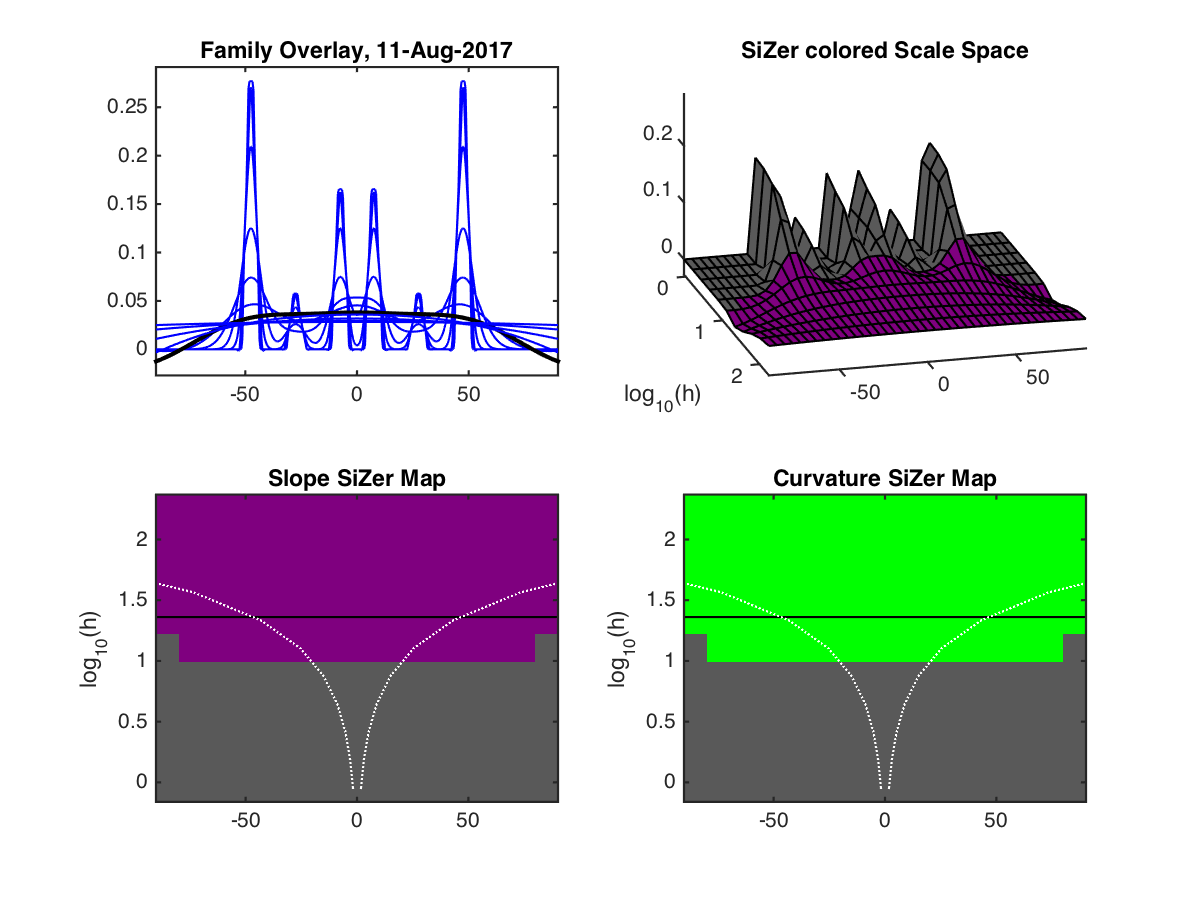 Family Overlay, 11-Aug-2017
0.25
0.2
0.15
0.1
0.05
0
-50 0 50
SiZer colored Scale Space
0.2
0.1
0
0
1
2
log10(h)
-50
0
50
Slope SiZer Map
2
1.5
1
0.5
0
log10(h)
-50 0 50
Curvature SiZer Map
2
1.5
1
0.5
0
log10(h)
-50 0 50